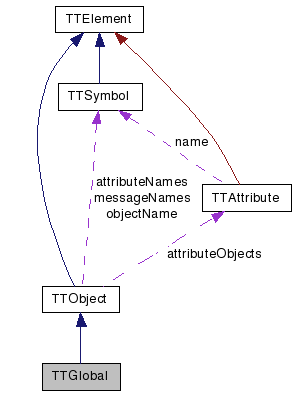 TTElement
TTSymbol
name
attributeNames
messageNames
objectName
TTAttribute
attributeObjects
TTObject
TTGlobal